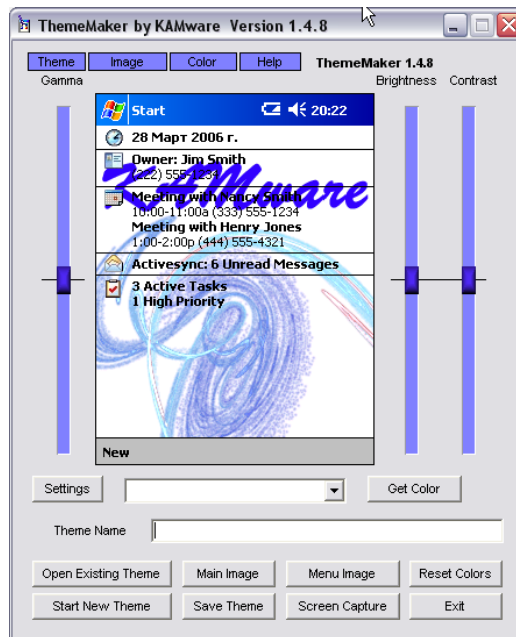 ThemeMaker by KAMware Version 1.4.8
Theme Image Color Help ThemeMaker 1.4.8
Gamma Brightness Contrast
Start 20:22
28 Март 2006 г.
Owner: Jim Smith
(222) 555-1234
KAMware
Meeting with Nancy Smith
10:00-11:00a (333) 555-1234
Meeting with Henry Jones
1:00-2:00p (444) 555-4321
Activesync: 6 Unread Messages
3 Active Tasks
1 High Priority
New
Settings Get Color
Theme Name
Open Existing Theme Main Image Menu Image Reset Colors
Start New Theme Save Theme Screen Capture Exit